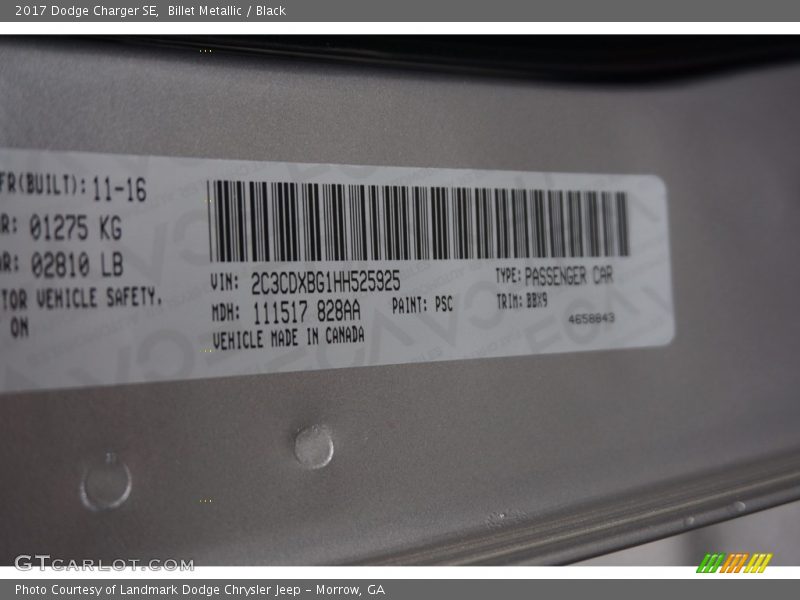 2017 Dodge Charger SE,  Billet Metallic / Black
FR(BUILT): 11-16
R: 01275 KG
R: 02810 LB
TOR VEHICLE SAFETY.
ON
VIN: 2C3CDXBG1HH525925
TYPE: PASSENGER CAR
MDH: 111517 828AA
PAINT: PSC
TRIM: BBX9
VEHICLE MADE IN CANADA
4658843
GTCARLOT.COM
Photo Courtesy of Landmark Dodge Chrysler Jeep – Morrow, GA